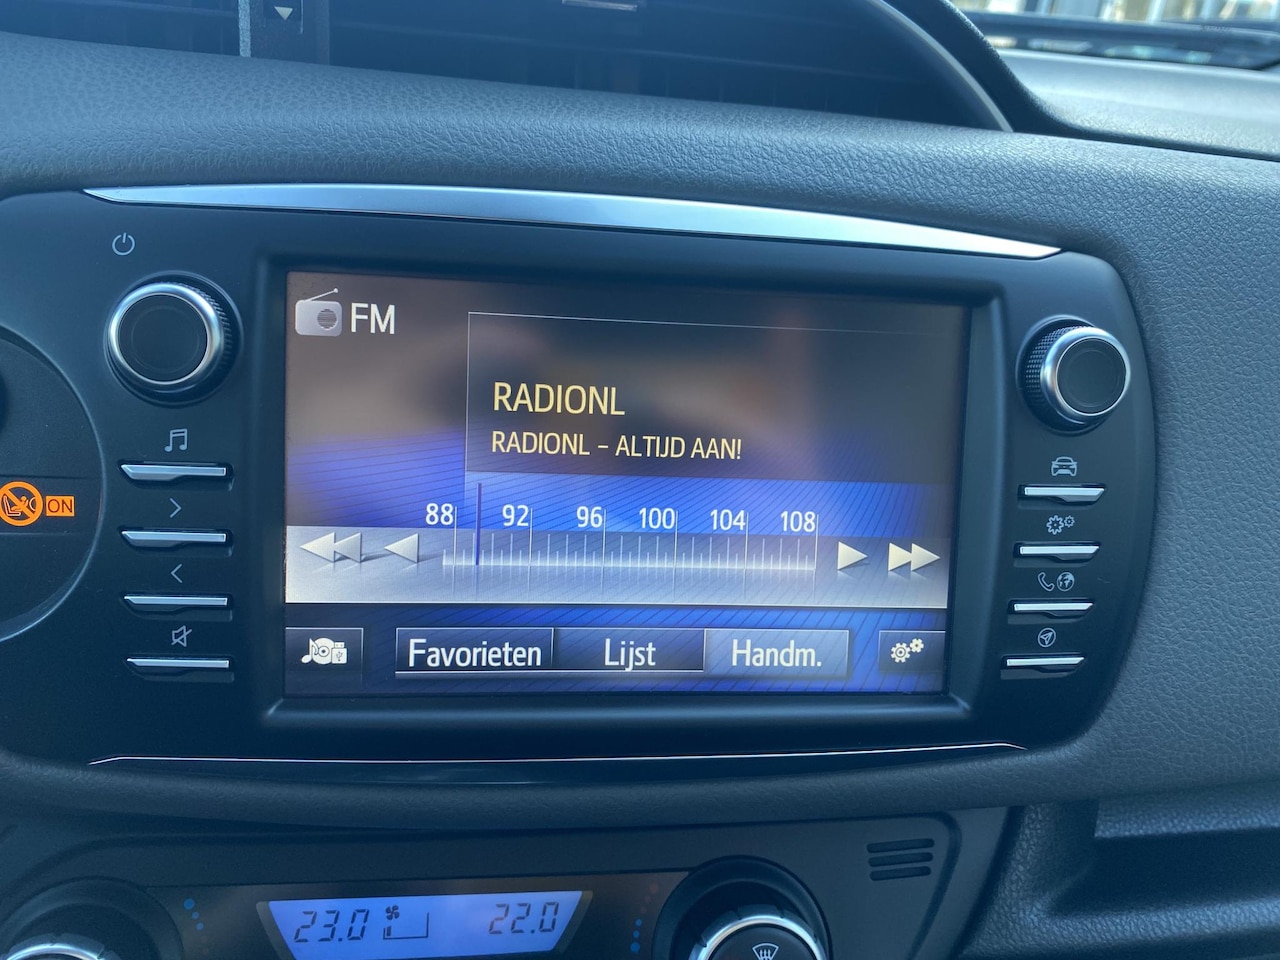 FM
RADIONL
RADIONL - ALTIJD AAN!
88 92 96 100 104 108
Favorieten Lijst Handm.
ON
23.0 22.0